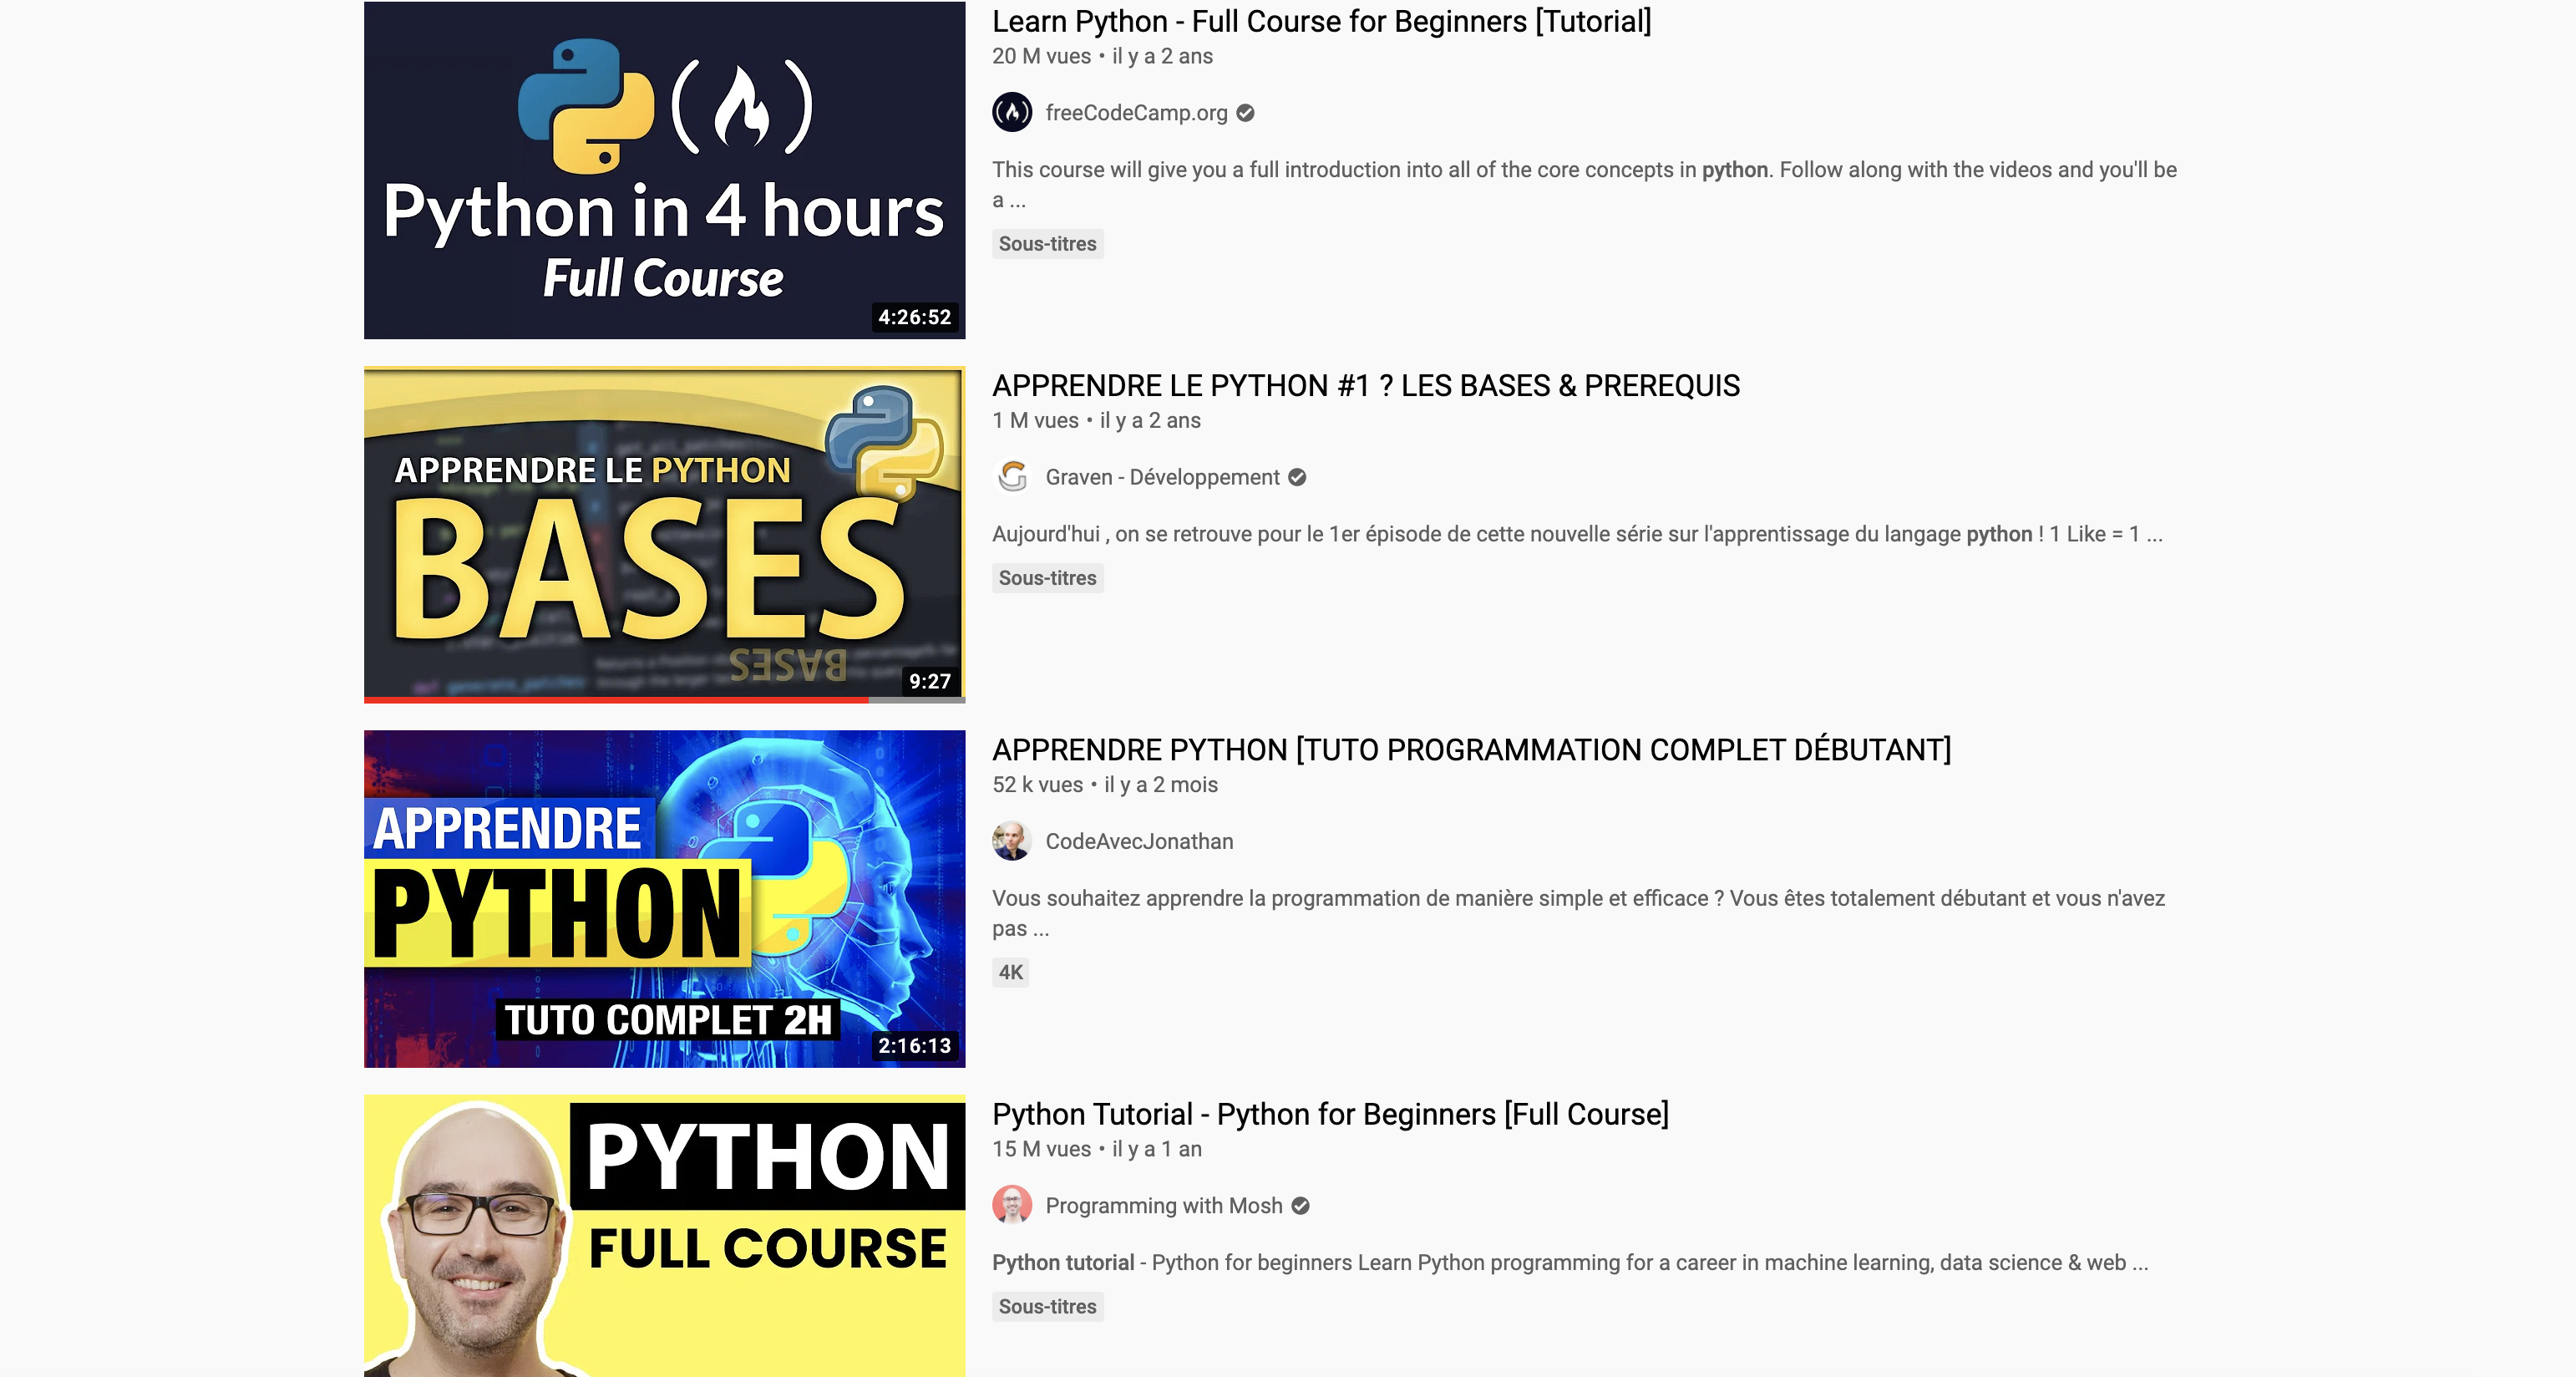 Learn Python - Full Course for Beginners [Tutorial]
20 M vues • il y a 2 ans
freeCodeCamp.org
This course will give you a full introduction into all of the core concepts in python. Follow along with the videos and you'll be
a ...
Sous-titres
Python in 4 hours
Full Course
4:26:52
APPRENDRE LE PYTHON #1 ? LES BASES & PREREQUIS
1 M vues • il y a 2 ans
Graven - Développement
Aujourd'hui , on se retrouve pour le 1er épisode de cette nouvelle série sur l'apprentissage du langage python ! 1 Like = 1 ...
Sous-titres
APPRENDRE LE PYTHON
BASES
BASES
9:27
APPRENDRE PYTHON [TUTO PROGRAMMATION COMPLET DÉBUTANT]
52 k vues • il y a 2 mois
CodeAvecJonathan
Vous souhaitez apprendre la programmation de manière simple et efficace ? Vous êtes totalement débutant et vous n'avez
pas ...
4K
APPRENDRE
PYTHON
TUTO COMPLET 2H
2:16:13
Python Tutorial - Python for Beginners [Full Course]
15 M vues • il y a 1 an
Programming with Mosh
Python tutorial - Python for beginners Learn Python programming for a career in machine learning, data science & web ...
Sous-titres
PYTHON
FULL COURSE